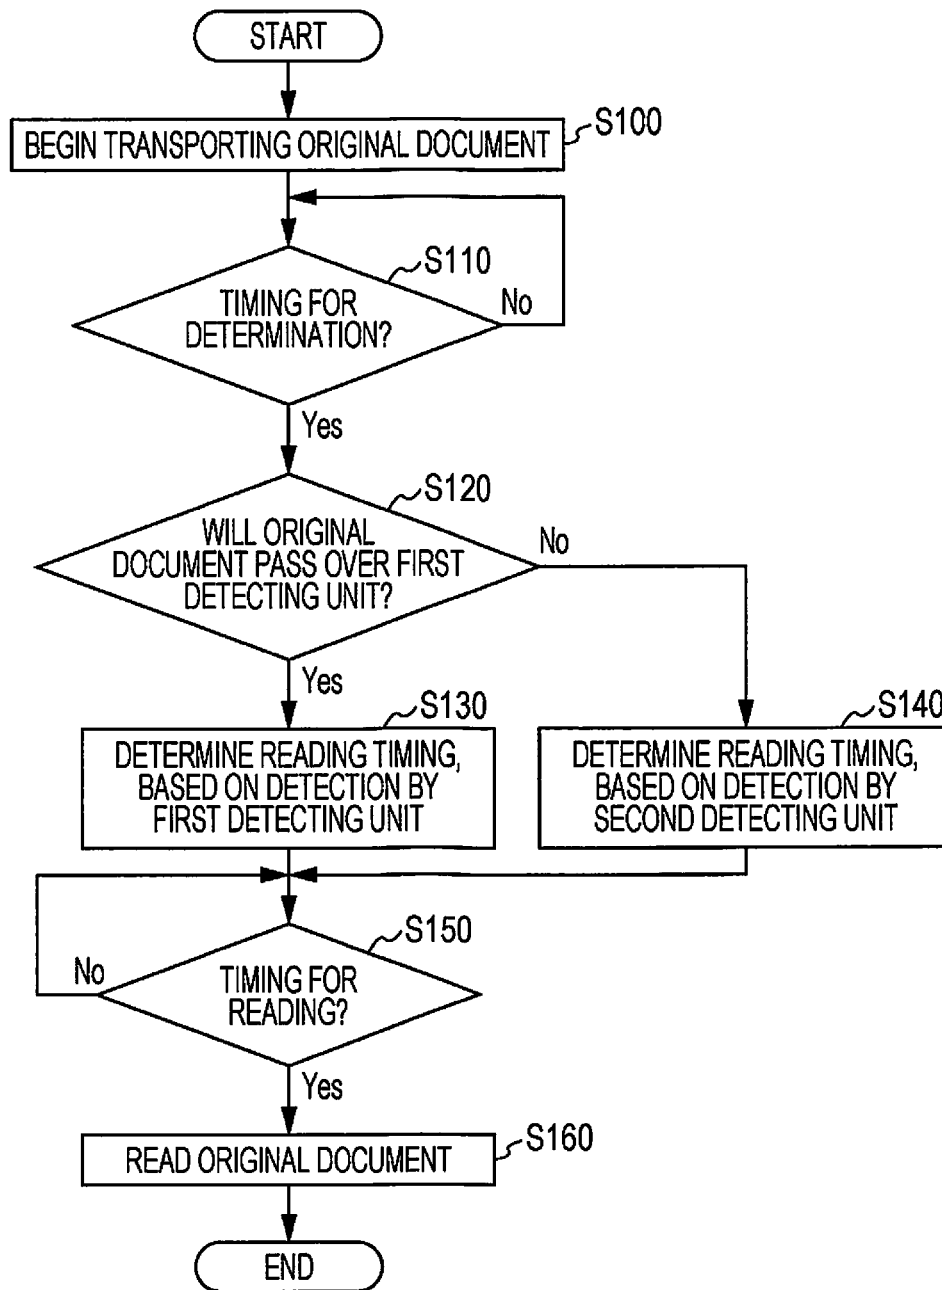 START
BEGIN TRANSPORTING ORIGINAL DOCUMENT
S100
S110
TIMING FOR
DETERMINATION?
No
Yes
S120
WILL ORIGINAL
DOCUMENT PASS OVER FIRST
DETECTING UNIT?
No
Yes
S130
DETERMINE READING TIMING,
BASED ON DETECTION BY
FIRST DETECTING UNIT
S140
DETERMINE READING TIMING,
BASED ON DETECTION BY
SECOND DETECTING UNIT
S150
TIMING FOR
READING?
No
Yes
READ ORIGINAL DOCUMENT
S160
END